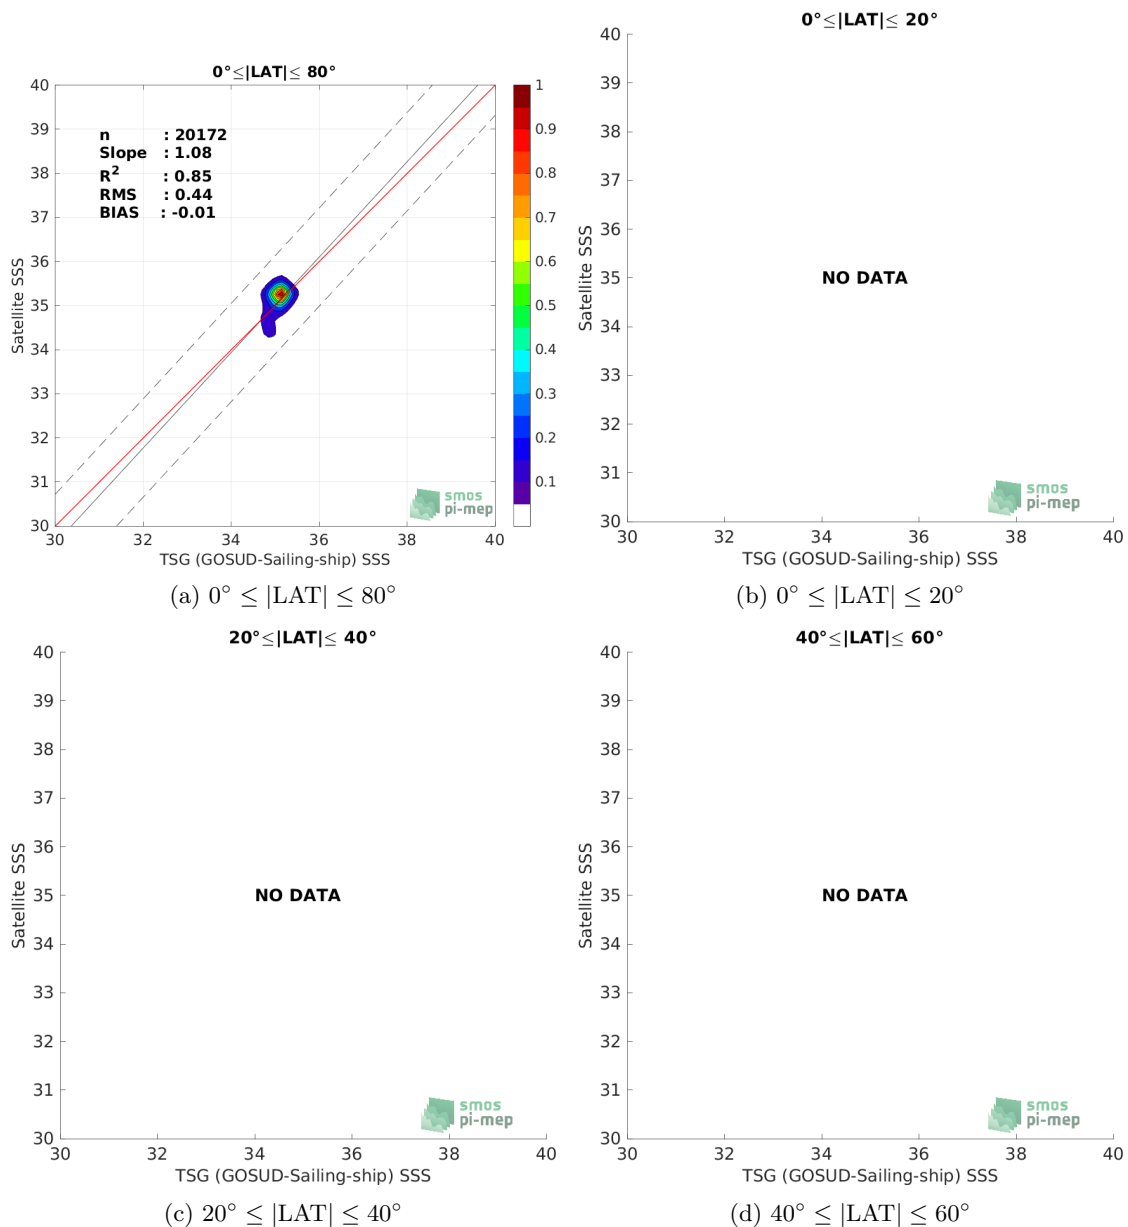 0°≤|LAT|≤ 80°
40
39
38
37
36
35
34
33
32
31
30
Satellite SSS
n : 20172
Slope : 1.08
R² : 0.85
RMS : 0.44
BIAS : -0.01
1
0.9
0.8
0.7
0.6
0.5
0.4
0.3
0.2
0.1
smos
pi-mep
30 32 34 36 38 40
TSG (GOSUD-Sailing-ship) SSS
(a) 0° ≤ |LAT| ≤ 80°
0°≤|LAT|≤ 20°
40
39
38
37
36
35
34
33
32
31
30
Satellite SSS
NO DATA
smos
pi-mep
30 32 34 36 38 40
TSG (GOSUD-Sailing-ship) SSS
(b) 0° ≤ |LAT| ≤ 20°
20°≤|LAT|≤ 40°
40
39
38
37
36
35
34
33
32
31
30
Satellite SSS
NO DATA
smos
pi-mep
30 32 34 36 38 40
TSG (GOSUD-Sailing-ship) SSS
(c) 20° ≤ |LAT| ≤ 40°
40°≤|LAT|≤ 60°
40
39
38
37
36
35
34
33
32
31
30
Satellite SSS
NO DATA
smos
pi-mep
30 32 34 36 38 40
TSG (GOSUD-Sailing-ship) SSS
(d) 40° ≤ |LAT| ≤ 60°